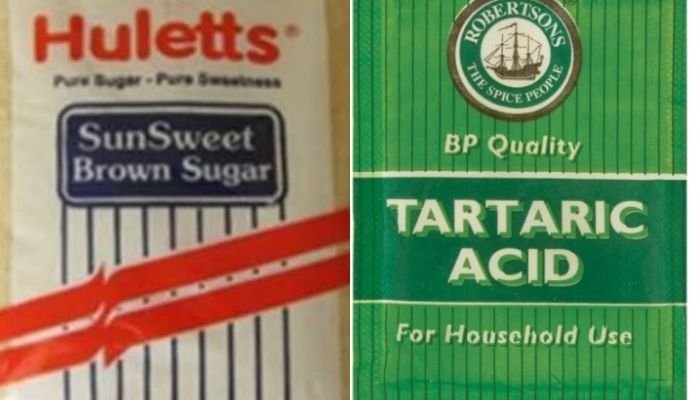 Huletts®
Pure Sugar - Pure Sweetness
SunSweet
Brown Sugar
ROBERTSONS
THE SPICE PEOPLE
BP Quality
TARTARIC
ACID
For Household Use